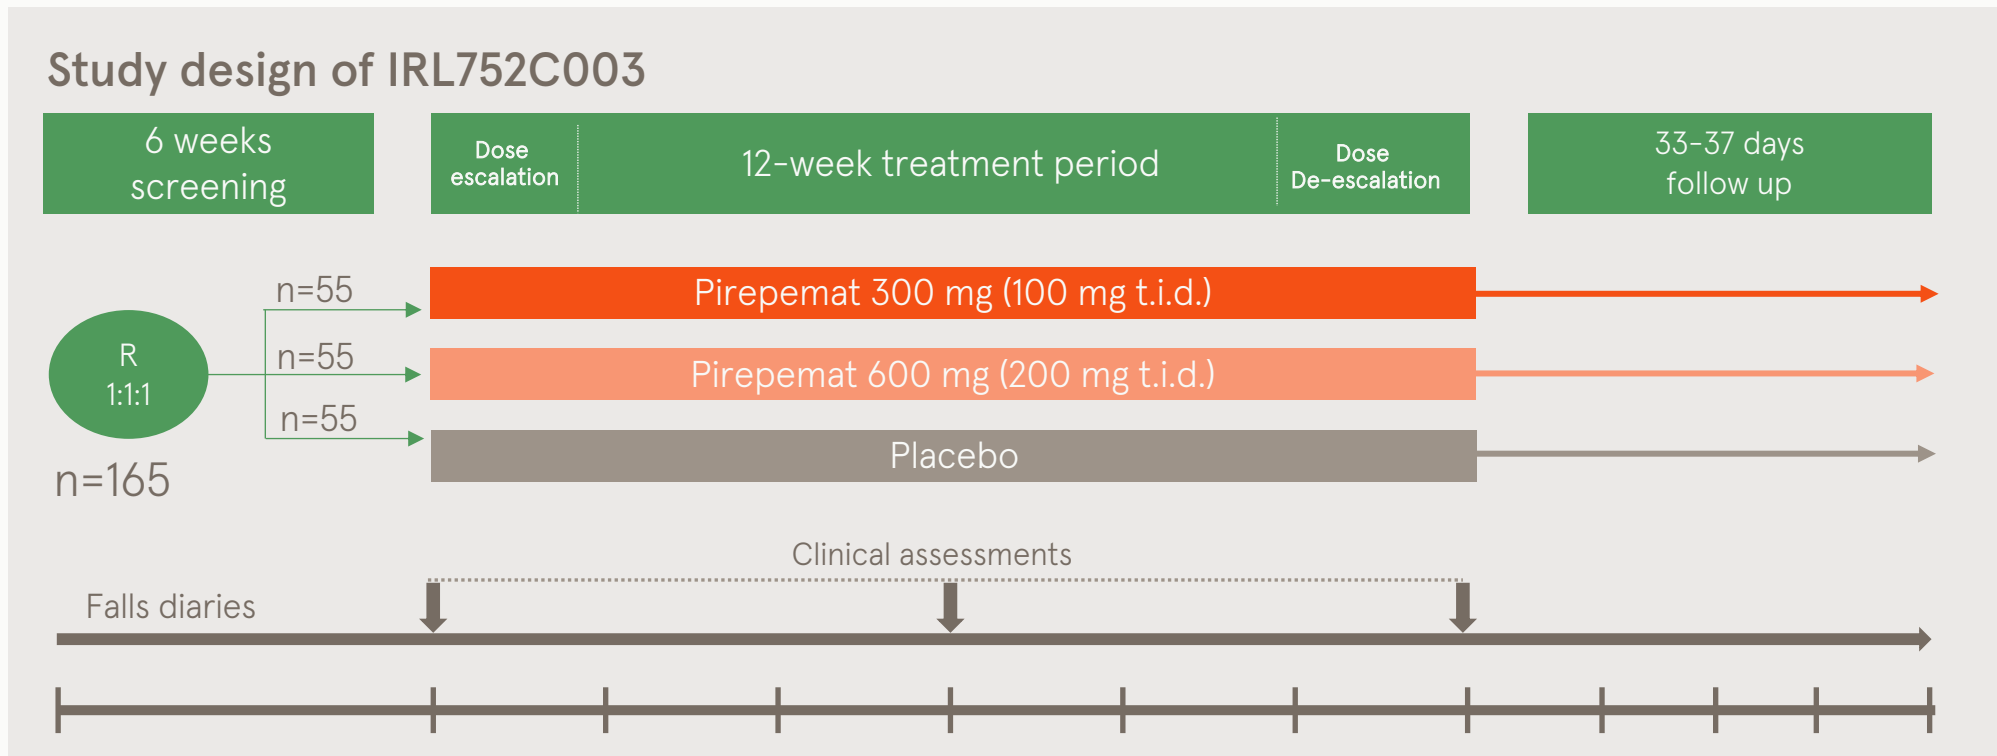 Study design of IRL752C003
6 weeks
screening
Dose
escalation
12-week treatment period
Dose
De-escalation
33-37 days
follow up
n=55
Pirepemat 300 mg (100 mg t.i.d.)
R
1:1:1
n=55
Pirepemat 600 mg (200 mg t.i.d.)
n=55
Placebo
n=165
Clinical assessments
Falls diaries